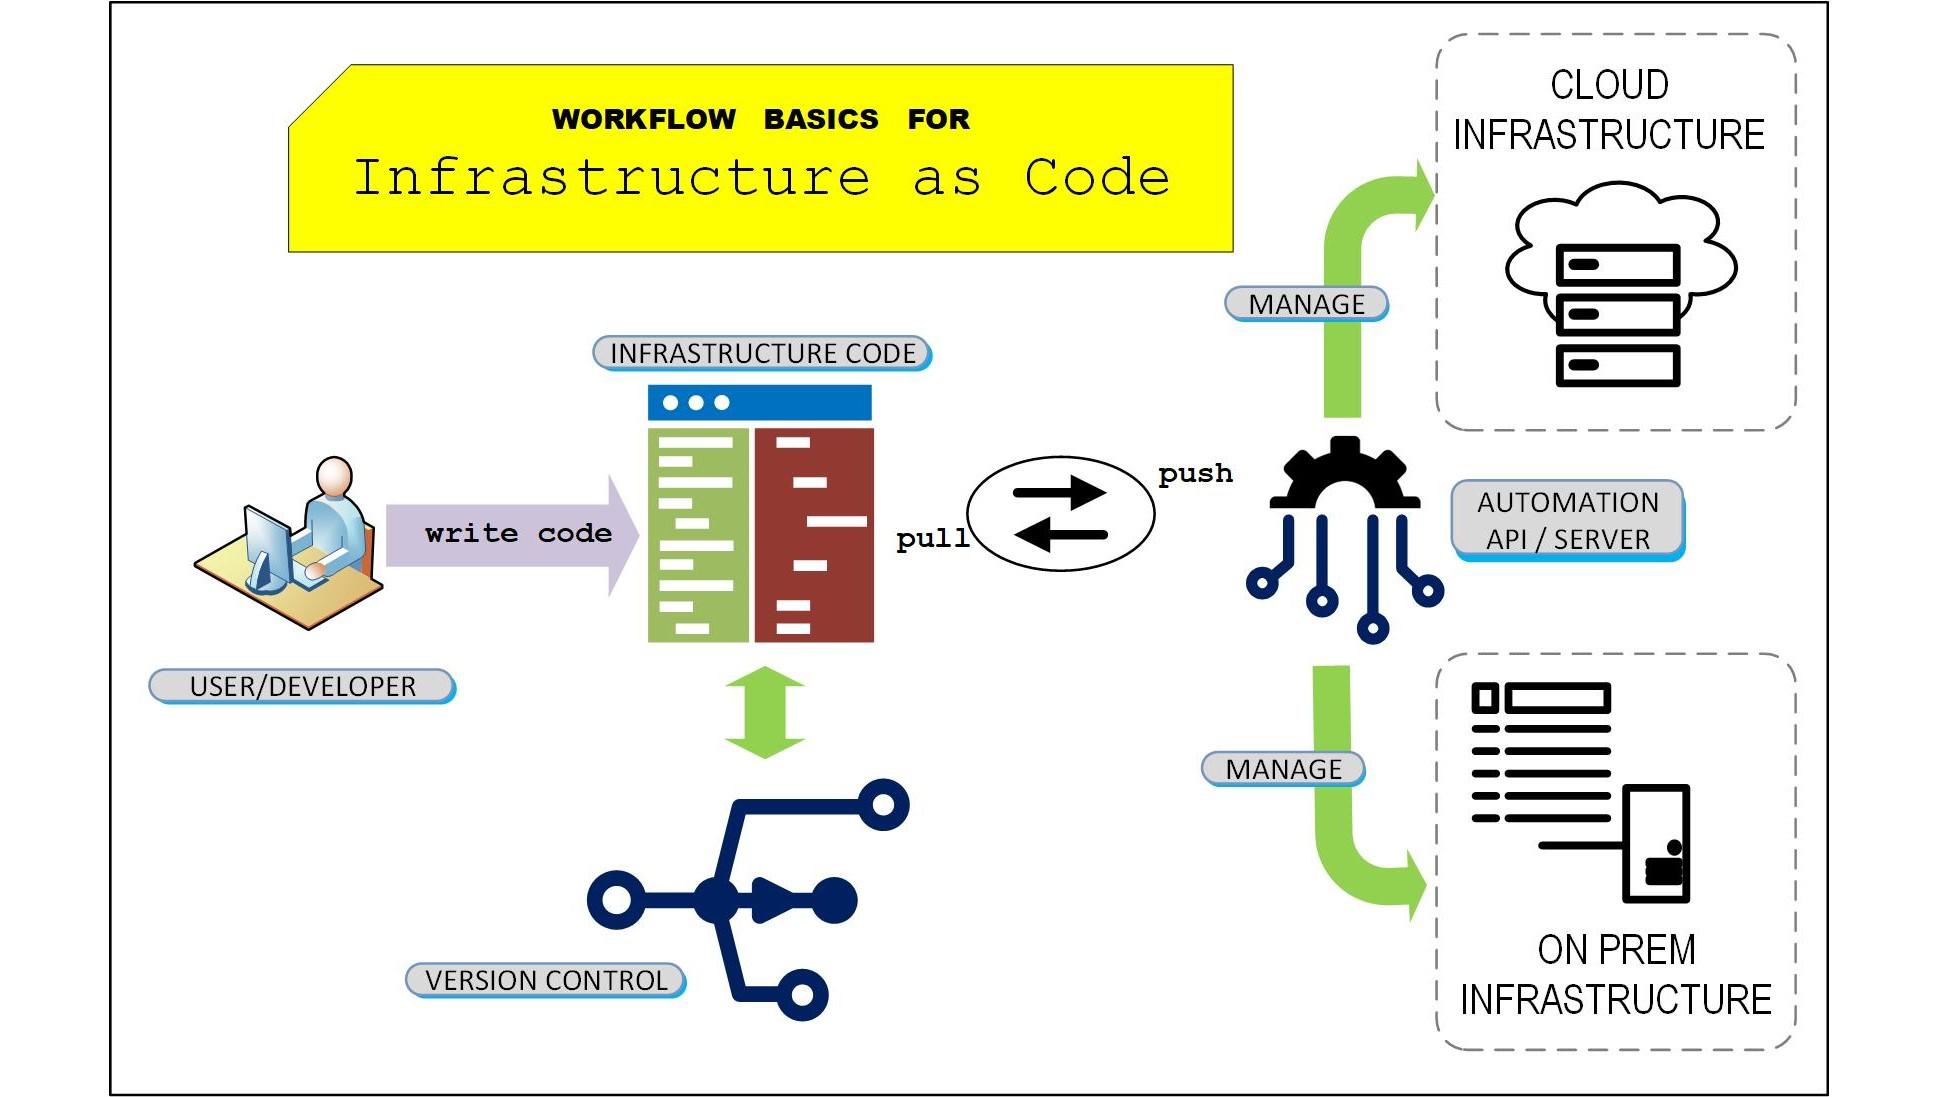 WORKFLOW BASICS FOR
Infrastructure as Code
CLOUD
INFRASTRUCTURE
MANAGE
INFRASTRUCTURE CODE
write code
pull
push
AUTOMATION
API / SERVER
USER/DEVELOPER
MANAGE
VERSION CONTROL
ON PREM
INFRASTRUCTURE